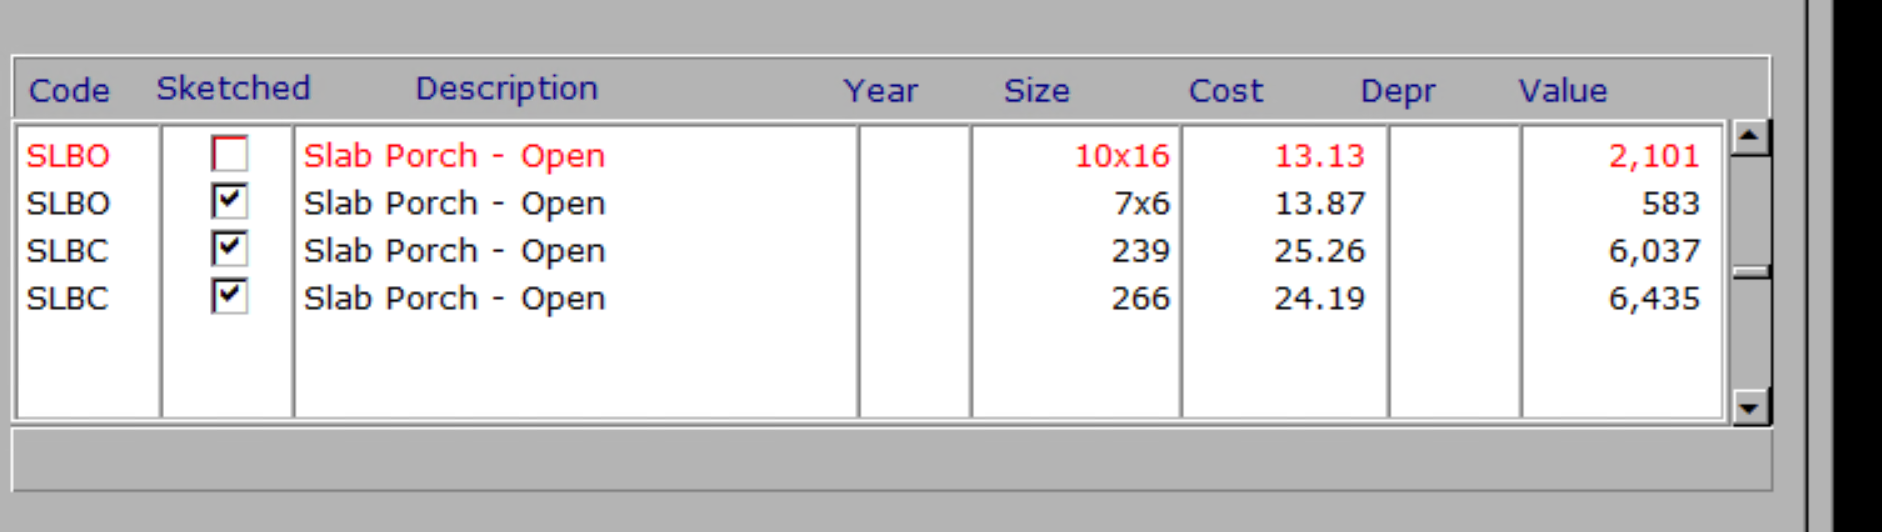 Code Sketched Description Year Size Cost Depr Value
SLBO Slab Porch - Open 10x16 13.13 2,101
SLBO Slab Porch - Open 7x6 13.87 583
SLBC Slab Porch - Open 239 25.26 6,037
SLBC Slab Porch - Open 266 24.19 6,435